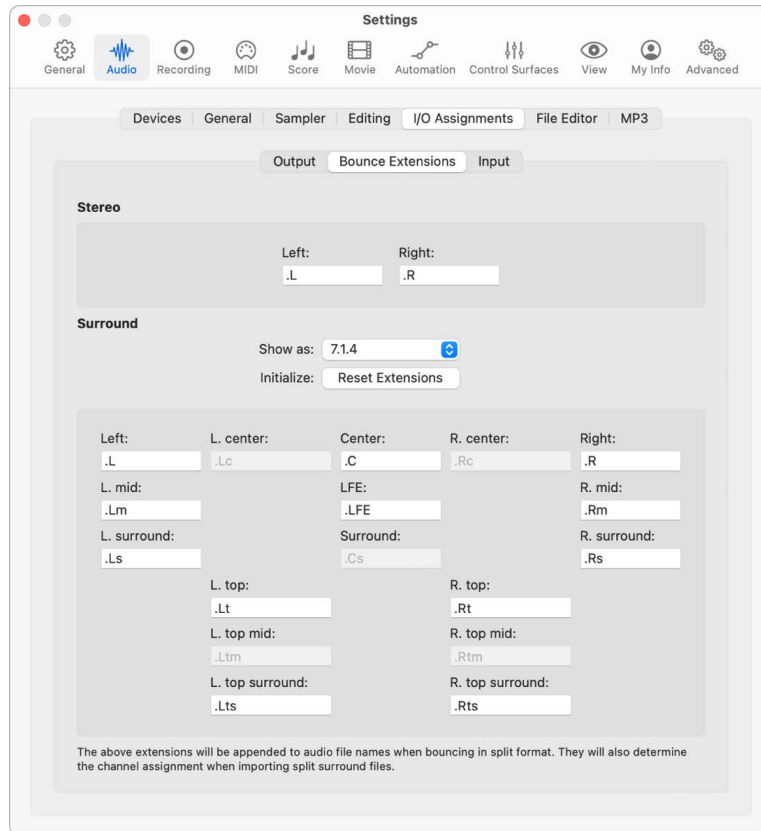 Settings
General Audio Recording MIDI Score Movie Automation Control Surfaces View My Info Advanced
Devices General Sampler Editing I/O Assignments File Editor MP3
Output Bounce Extensions Input
Stereo
Left: Right:
.L .R
Surround
Show as: 7.1.4
Initialize: Reset Extensions
Left: L. center: Center: R. center: Right:
.L .Lc .C .Rc .R
L. mid: LFE: R. mid:
.Lm .LFE .Rm
L. surround: Surround: R. surround:
.Ls .Cs .Rs
L. top: R. top:
.Lt .Rt
L. top mid: R. top mid:
.Ltm .Rtm
L. top surround: R. top surround:
.Lts .Rts
The above extensions will be appended to audio file names when bouncing in split format. They will also determine
the channel assignment when importing split surround files.